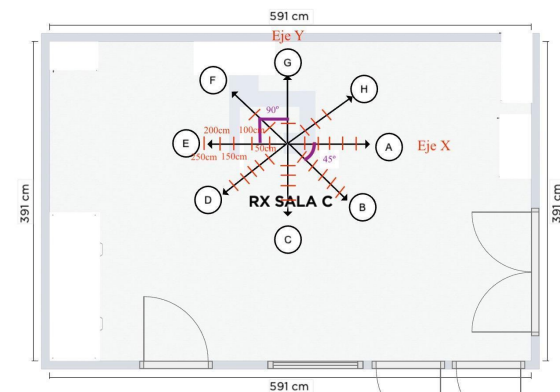 591 cm
Eje Y
G
F
H
90°
200cm
100cm
E
A
Eje X
250cm
150cm
50cm
45°
391 cm
391 cm
D
RX SALA C
B
C
591 cm